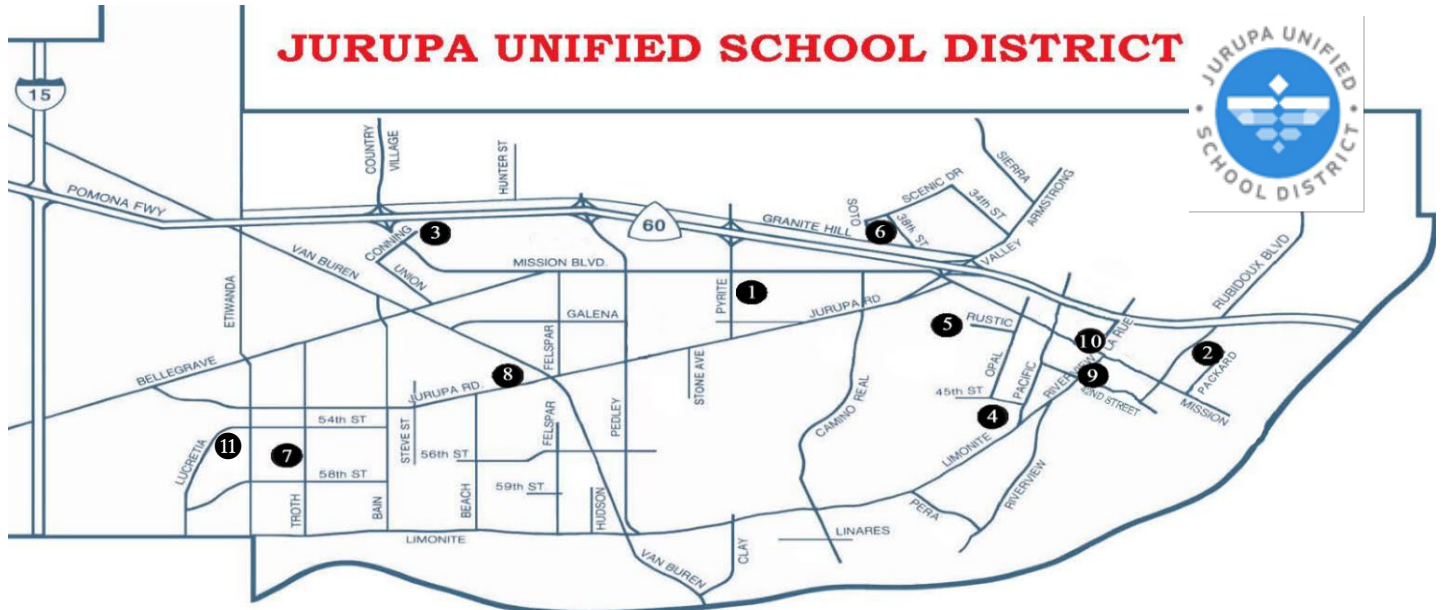 JURUPA UNIFIED SCHOOL DISTRICT
JURUPA UNIFIED
• SCHOOL DISTRICT •
15
COUNTRY
VILLAGE
HUNTER ST
SIERRA
SCENIC DR
34th ST
ARMSTRONG
POMONA FWY
SOTO
38th ST
6
GRANITE HILL
60
VALLEY
CONNING
3
VAN BUREN
UNION
MISSION BLVD.
RUBIDOUX BLVD
ETIWANDA
PYRITE
1
JURUPA RD
GALENA
RUSTIC
5
10
LA RUE
2
PACKARD
FELSPAR
OPAL
PACIFIC
RIVERVIEW
9
BELLEGRAVE
JURUPA RD.
8
STONE AVE
CAMINO REAL
45th ST
4
42ND STREET
MISSION
54th ST
STEVE ST
FELSPAR
PEDLEY
LUCRETIA
11
7
56th ST
LIMONITE
58th ST
59th ST
TROTH
BAIN
BEACH
HUDSON
PERA
RIVERVIEW
LIMONITE
VAN BUREN
CLAY
LINARES